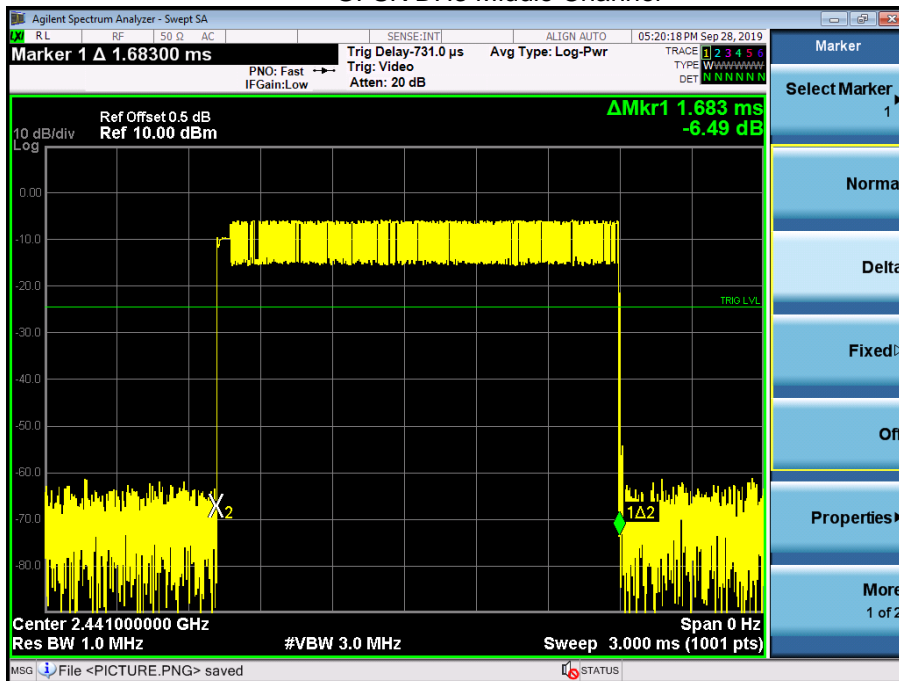 Agilent Spectrum Analyzer - Swept SA
LXI RL RF 50 Ω AC SENSE:INT ALIGN AUTO 05:20:18 PM Sep 28, 2019
Marker 1 Δ 1.68300 ms
PNO: Fast
IFGain:Low
Trig Delay-731.0 µs
Trig: Video
Atten: 20 dB
Avg Type: Log-Pwr
TRACE 1 2 3 4 5 6
TYPE WWWWWW
DET N N N N N N
Ref Offset 0.5 dB
10 dB/div Ref 10.00 dBm
Log
ΔMkr1 1.683 ms
-6.49 dB
0.00
-10.0
-20.0
TRIG LVL
-30.0
-40.0
-50.0
-60.0
X2
1Δ2
-70.0
-80.0
Center 2.441000000 GHz Span 0 Hz
Res BW 1.0 MHz #VBW 3.0 MHz Sweep 3.000 ms (1001 pts)
MSG File <PICTURE.PNG> saved STATUS
Marker
Select Marker
1
Norma
Delta
Fixed
Off
Properties
More
1 of 2